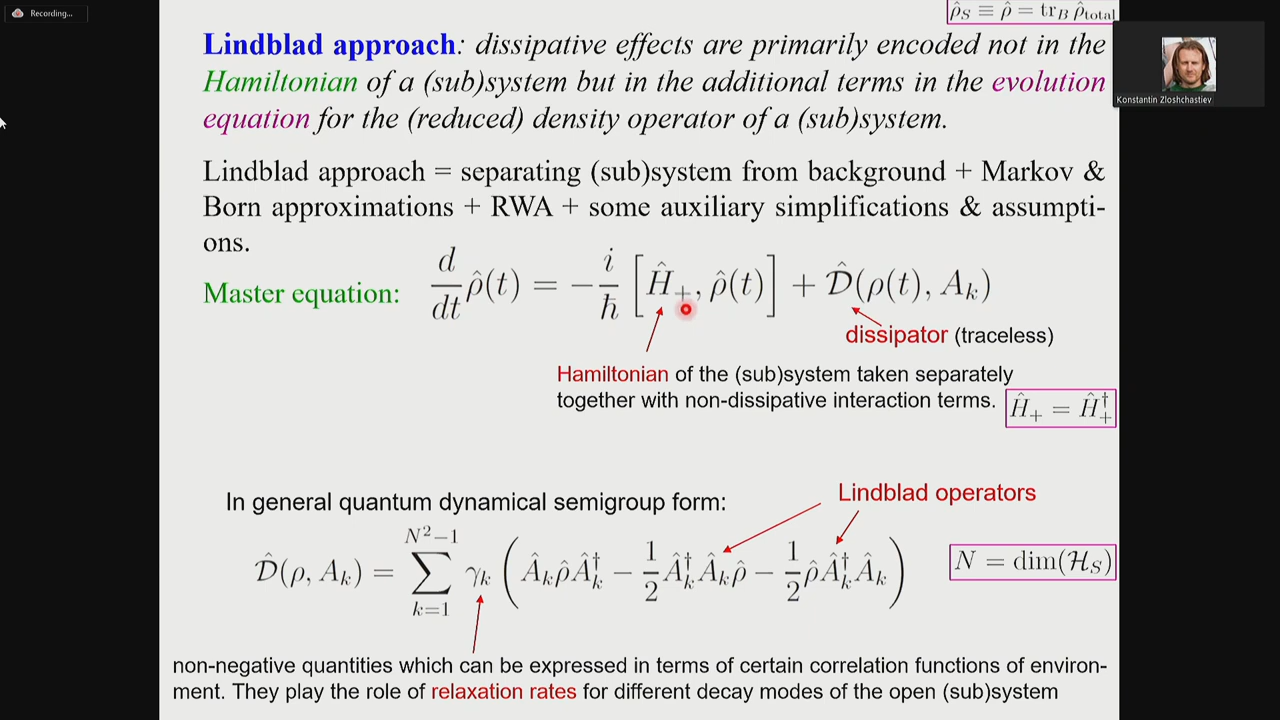 Recording...
ρ̂_S ≡ ρ̂ = tr_B ρ̂_total
Lindblad approach: dissipative effects are primarily encoded not in the
Hamiltonian of a (sub)system but in the additional terms in the evolution
equation for the (reduced) density operator of a (sub)system.
Konstantin Zloshchastiev
Lindblad approach = separating (sub)system from background + Markov &
Born approximations + RWA + some auxiliary simplifications & assumpti-
ons.
Master equation: d/dt ρ̂(t) = −i/ħ [Ĥ₊, ρ̂(t)] + 𝒟̂(ρ(t), A_k)
dissipator (traceless)
Hamiltonian of the (sub)system taken separately
together with non-dissipative interaction terms.
Ĥ₊ = Ĥ₊†
In general quantum dynamical semigroup form:
Lindblad operators
𝒟̂(ρ, A_k) = ∑_{k=1}^{N²−1} γ_k (Â_k ρ̂ Â_k† − 1/2 Â_k† Â_k ρ̂ − 1/2 ρ̂ Â_k† Â_k)
N = dim(ℋ_S)
non-negative quantities which can be expressed in terms of certain correlation functions of environ-
ment. They play the role of relaxation rates for different decay modes of the open (sub)system